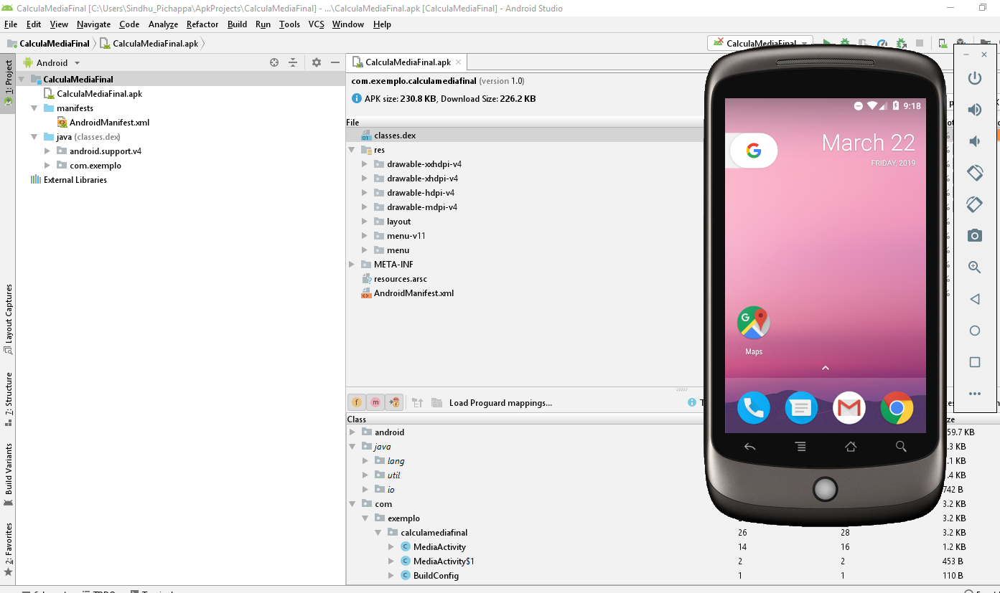 CalculaMediaFinal [C:\Users\Sindhu_Pichappa\ApkProjects\CalculaMediaFinal] - ...\CalculaMediaFinal.apk [CalculaMediaFinal] - Android Studio
File Edit View Navigate Code Analyze Refactor Build Run Tools VCS Window Help
CalculaMediaFinal CalculaMediaFinal.apk CalculaMediaFinal
1: Project
Layout Captures
7: Structure
Build Variants
2: Favorites
Android
CalculaMediaFinal
CalculaMediaFinal.apk
manifests
AndroidManifest.xml
java (classes.dex)
android.support.v4
com.exemplo
External Libraries
CalculaMediaFinal.apk
com.exemplo.calculamediafinal (version 1.0)
APK size: 230.8 KB, Download Size: 226.2 KB
File
classes.dex
res
drawable-xxhdpi-v4
drawable-xhdpi-v4
drawable-hdpi-v4
drawable-mdpi-v4
layout
menu-v11
menu
META-INF
resources.arsc
AndroidManifest.xml
Load Proguard mappings...
Class
android 59.7 KB
java .3 KB
lang .1 KB
util .4 KB
io 742 B
com 3.2 KB
exemplo 3.2 KB
calculamediafinal 26 28 3.2 KB
MediaActivity 14 16 1.2 KB
MediaActivity$1 2 2 453 B
BuildConfig 1 1 110 B
9:18
G
March 22
FRIDAY, 2019
G
Maps